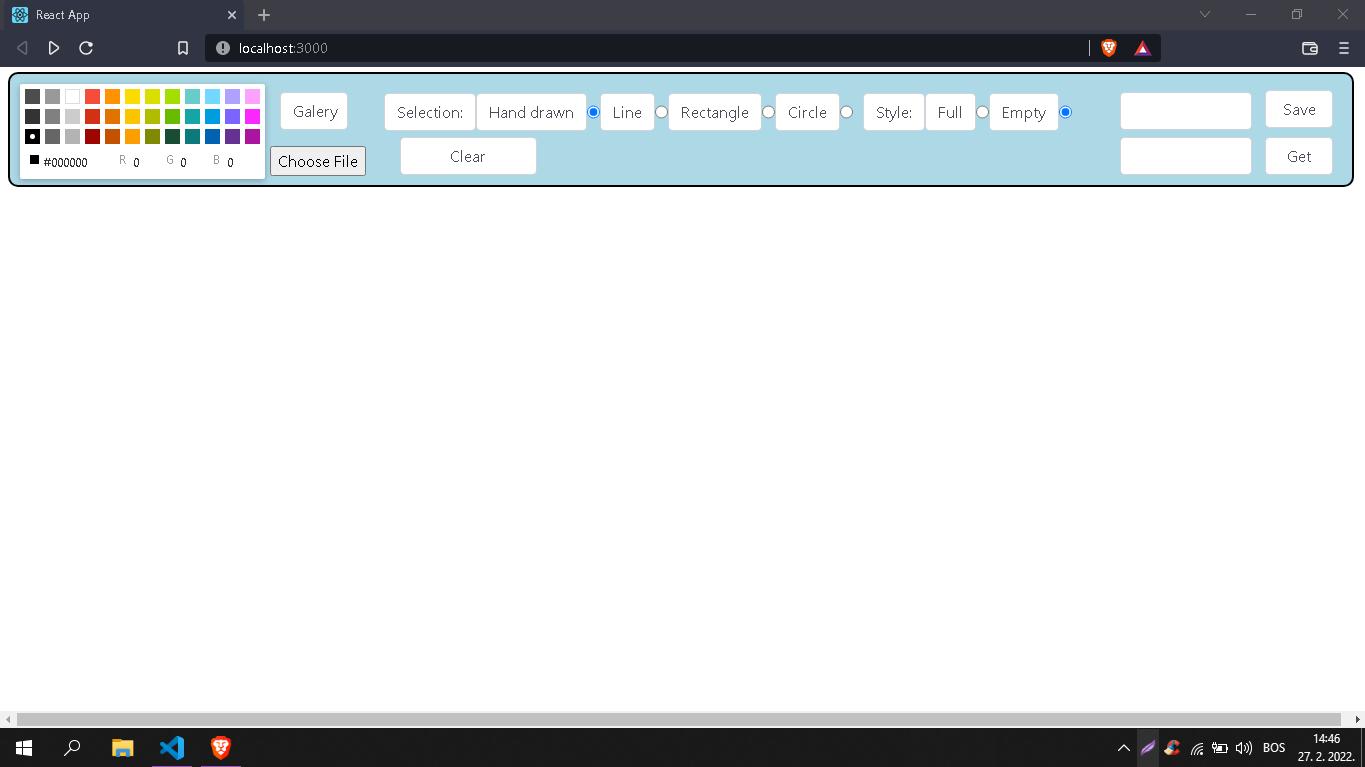 React App
localhost:3000
Galery
Selection: Hand drawn Line Rectangle Circle Style: Full Empty
Save
#000000 R 0 G 0 B 0
Choose File
Clear
Get
BOS
14:46
27. 2. 2022.